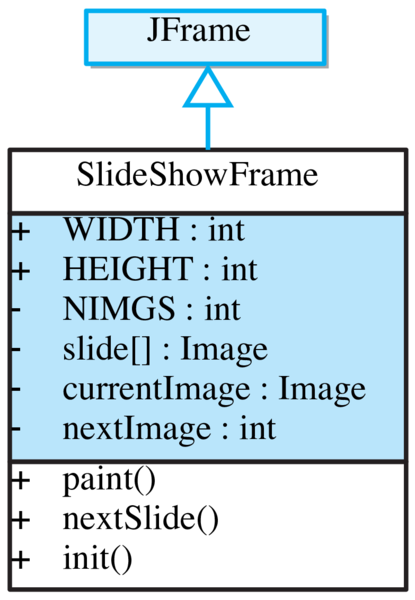 JFrame
SlideShowFrame
+ WIDTH : int
+ HEIGHT : int
- NIMGS : int
- slide[] : Image
- currentImage : Image
- nextImage : int
+ paint()
+ nextSlide()
+ init()